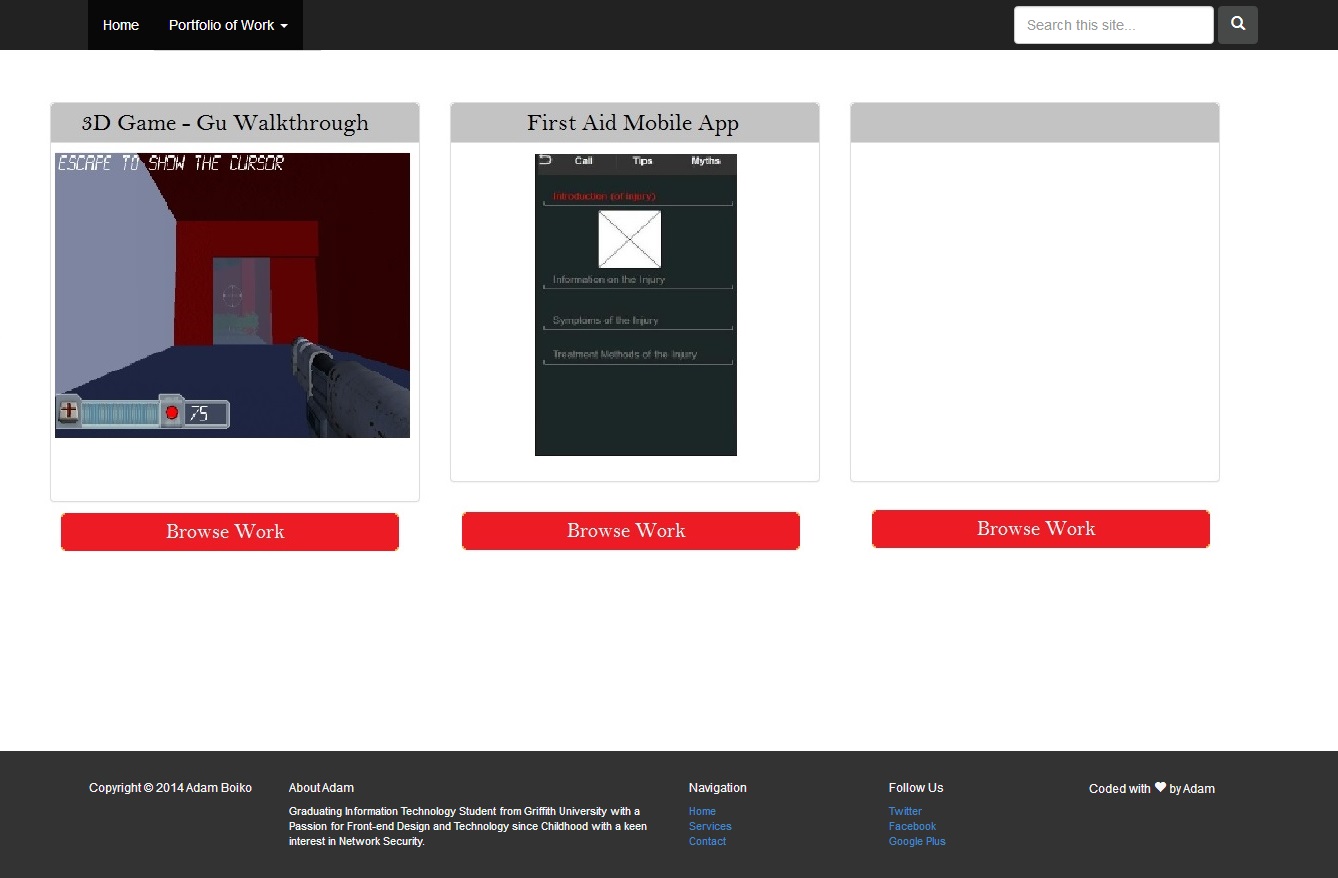 Home
Portfolio of Work
Search this site...
3D Game - Gu Walkthrough
First Aid Mobile App
ESCAPE TO SHOW THE CURSOR
75
Call Tips Myths
Introduction (of Injury)
Information on the Injury
Symptoms of the Injury
Treatment Methods of the Injury
Browse Work
Browse Work
Browse Work
Copyright © 2014 Adam Boiko
About Adam
Graduating Information Technology Student from Griffith University with a
Passion for Front-end Design and Technology since Childhood with a keen
interest in Network Security.
Navigation
Home
Services
Contact
Follow Us
Twitter
Facebook
Google Plus
Coded with ♥ by Adam